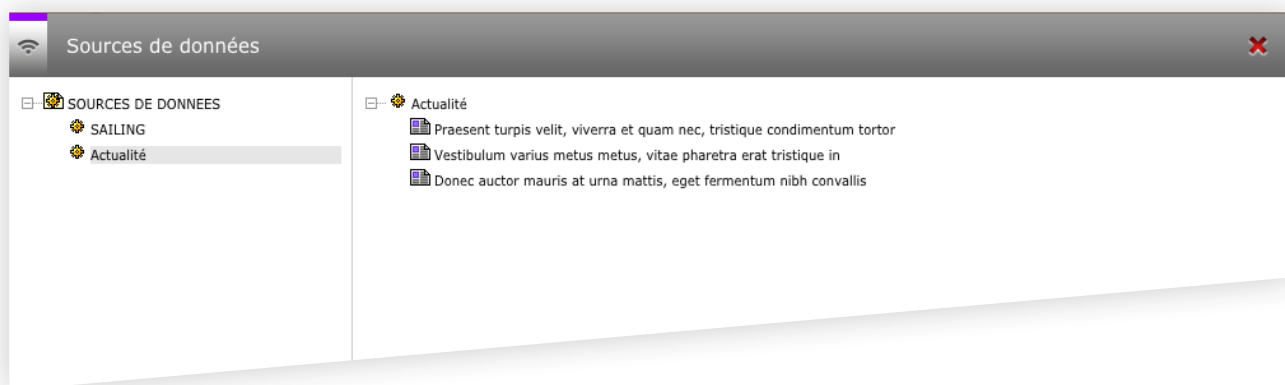 Sources de données
SOURCES DE DONNEES
SAILING
Actualité
Actualité
Praesent turpis velit, viverra et quam nec, tristique condimentum tortor
Vestibulum varius metus metus, vitae pharetra erat tristique in
Donec auctor mauris at urna mattis, eget fermentum nibh convallis